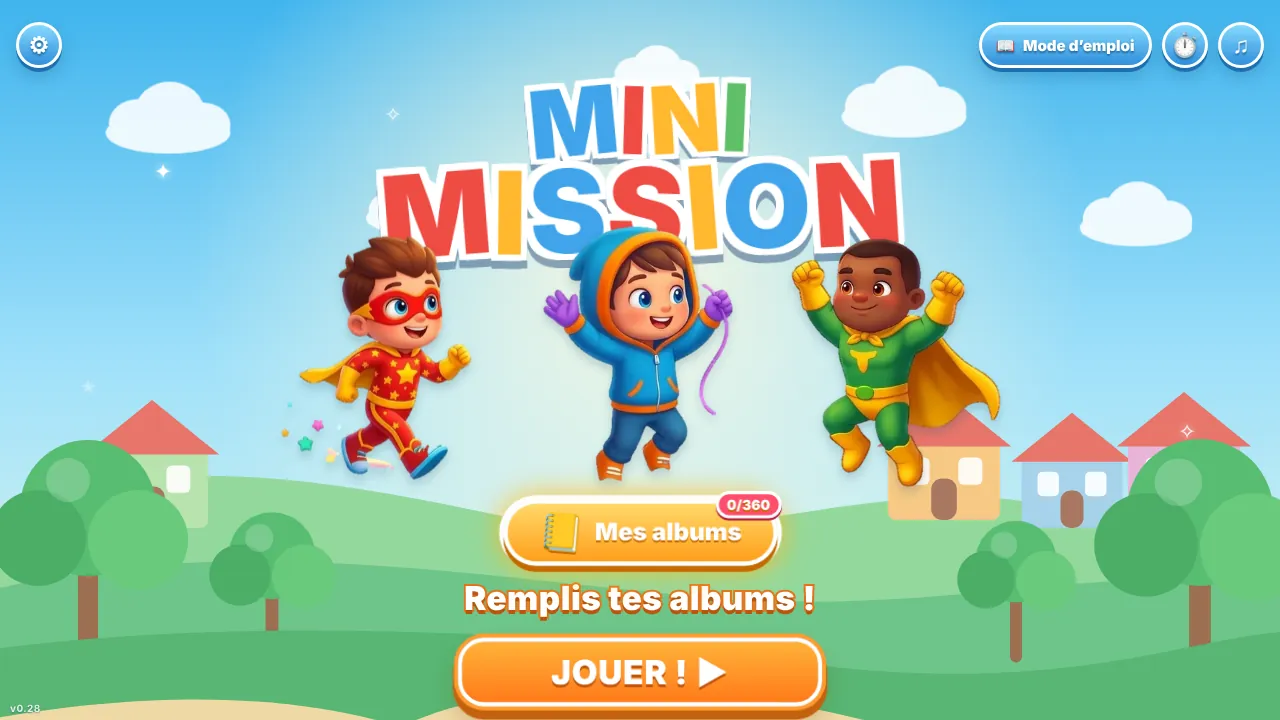 Mode d'emploi
MINI
MISSION
0/360
Mes albums
Remplis tes albums !
JOUER !
v0.28